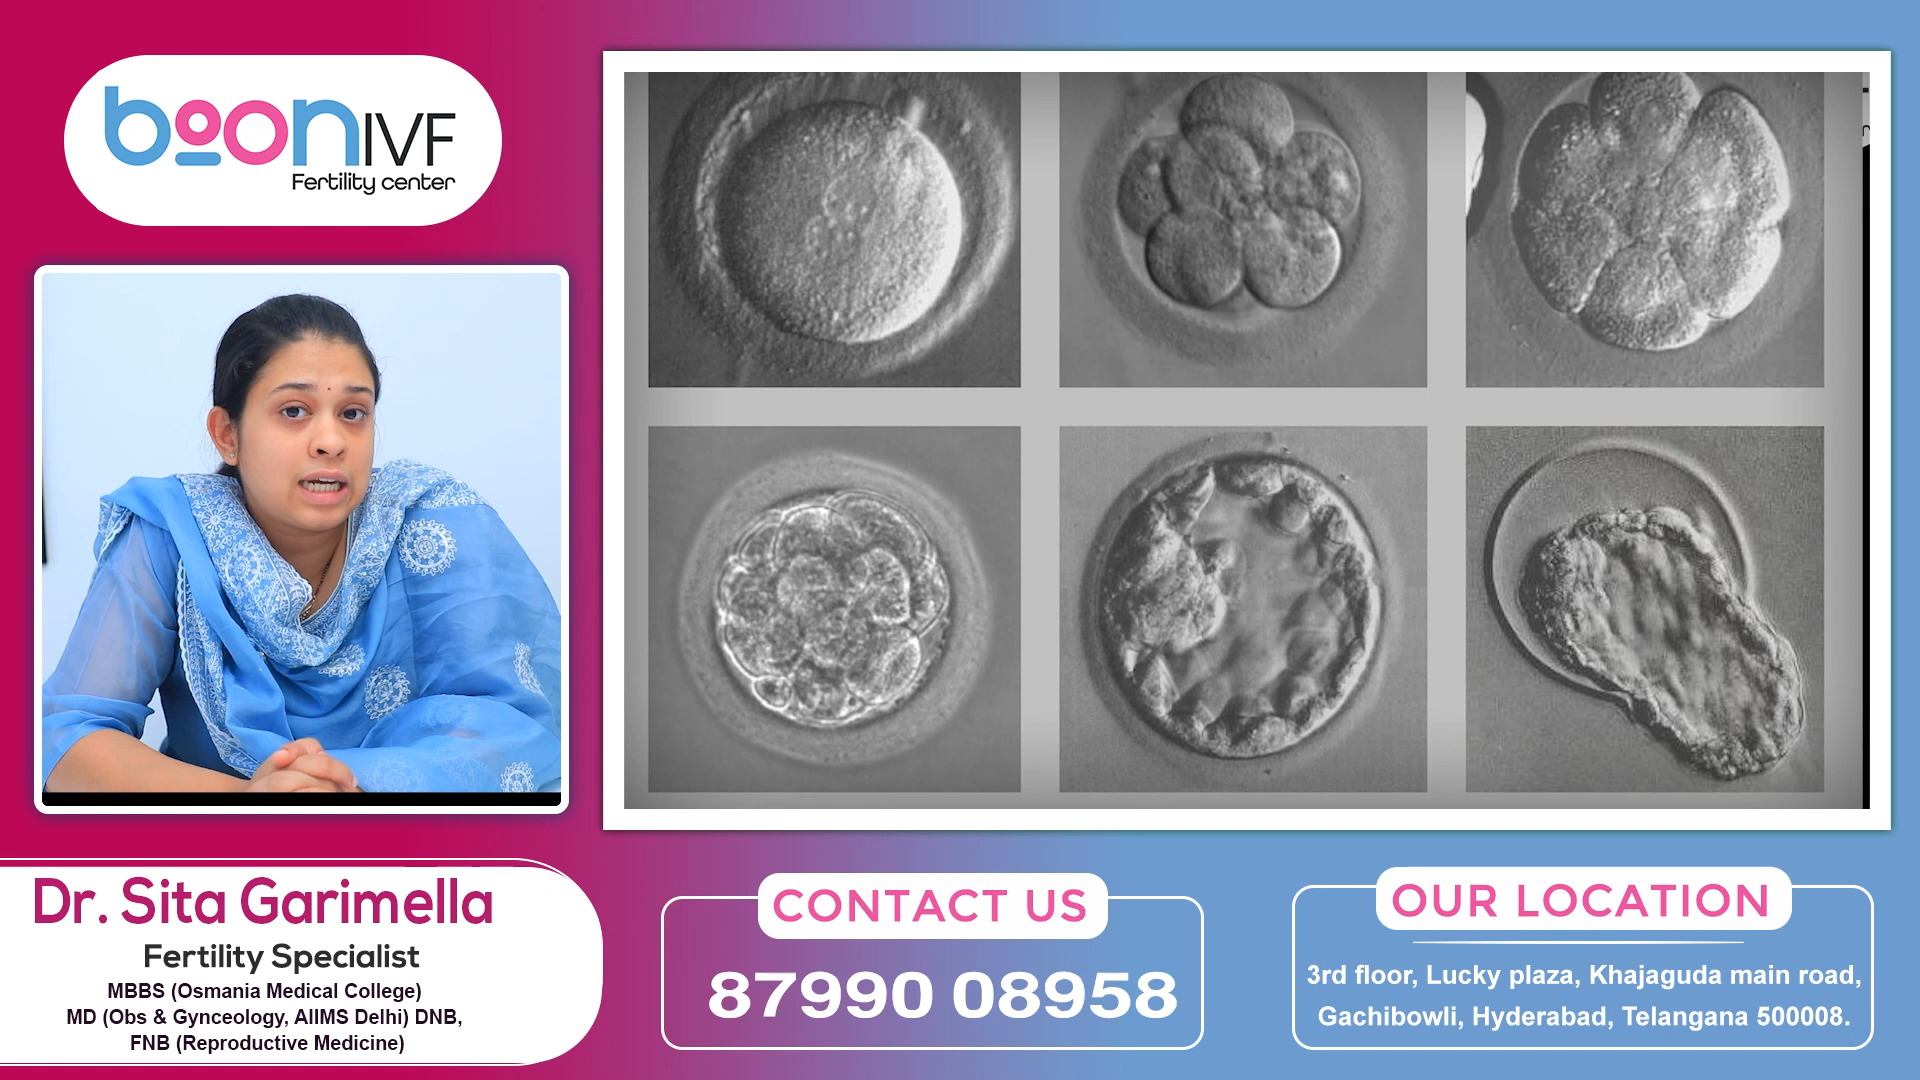 boon IVF
Fertility center
Dr. Sita Garimella
Fertility Specialist
MBBS (Osmania Medical College)
MD (Obs & Gynceology, AIIMS Delhi) DNB,
FNB (Reproductive Medicine)
CONTACT US
87990 08958
OUR LOCATION
3rd floor, Lucky plaza, Khajaguda main road,
Gachibowli, Hyderabad, Telangana 500008.